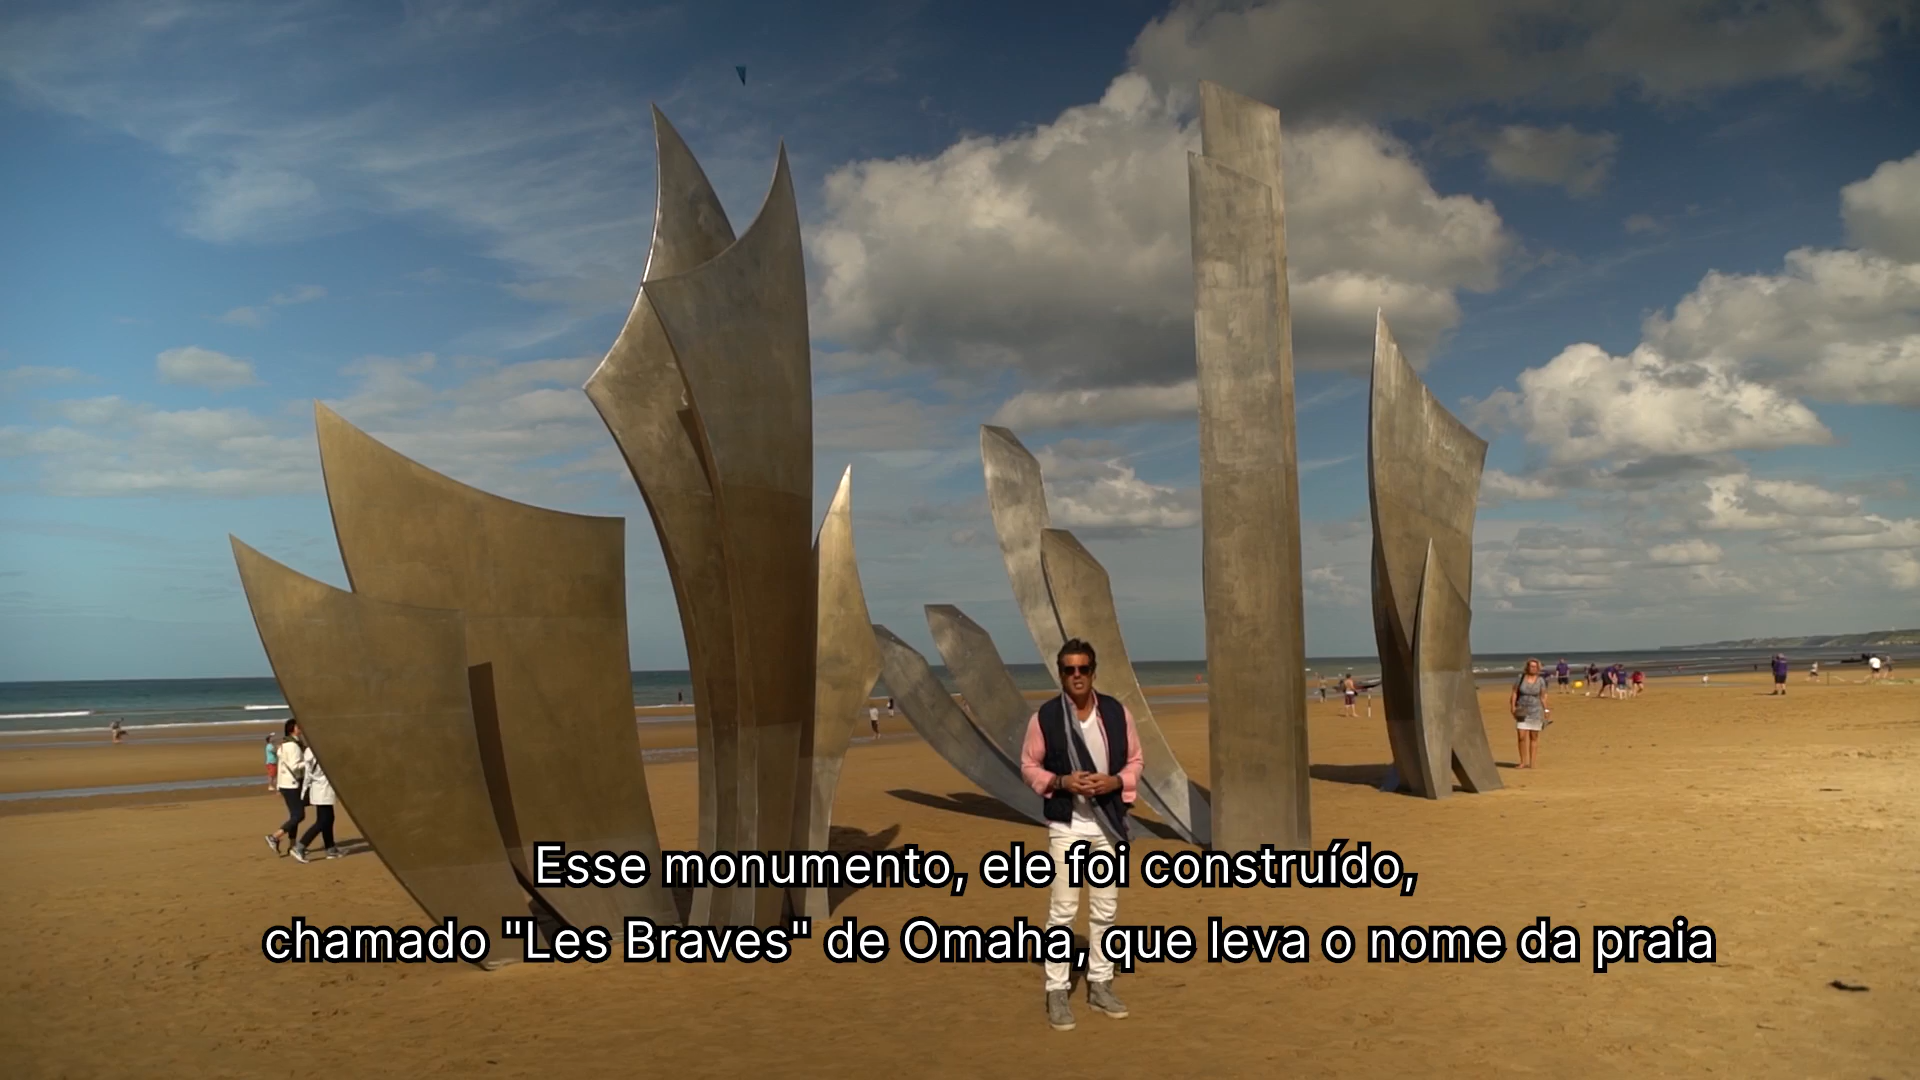 Esse monumento, ele foi construído,
chamado "Les Braves" de Omaha, que leva o nome da praia